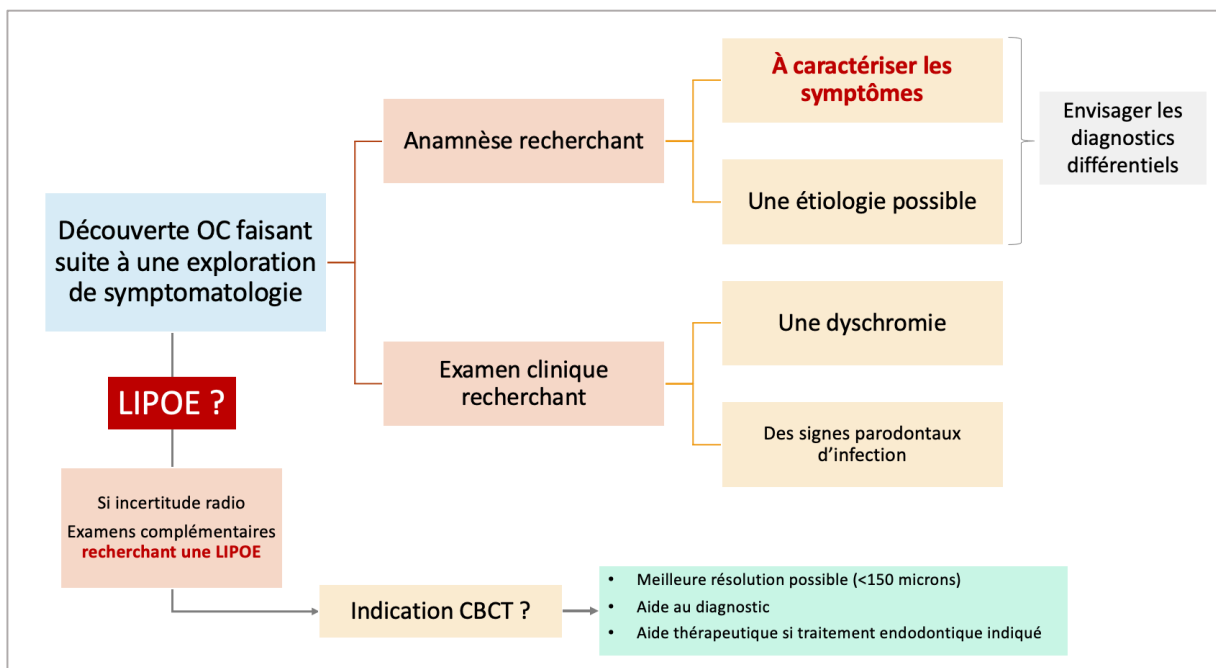 Découverte OC faisant
suite à une exploration
de symptomatologie
Anamnèse recherchant
À caractériser les
symptômes
Une étiologie possible
Envisager les
diagnostics
différentiels
Examen clinique
recherchant
Une dyschromie
Des signes parodontaux
d’infection
LIPOE ?
Si incertitude radio
Examens complémentaires
recherchant une LIPOE
Indication CBCT ?
• Meilleure résolution possible (<150 microns)
• Aide au diagnostic
• Aide thérapeutique si traitement endodontique indiqué